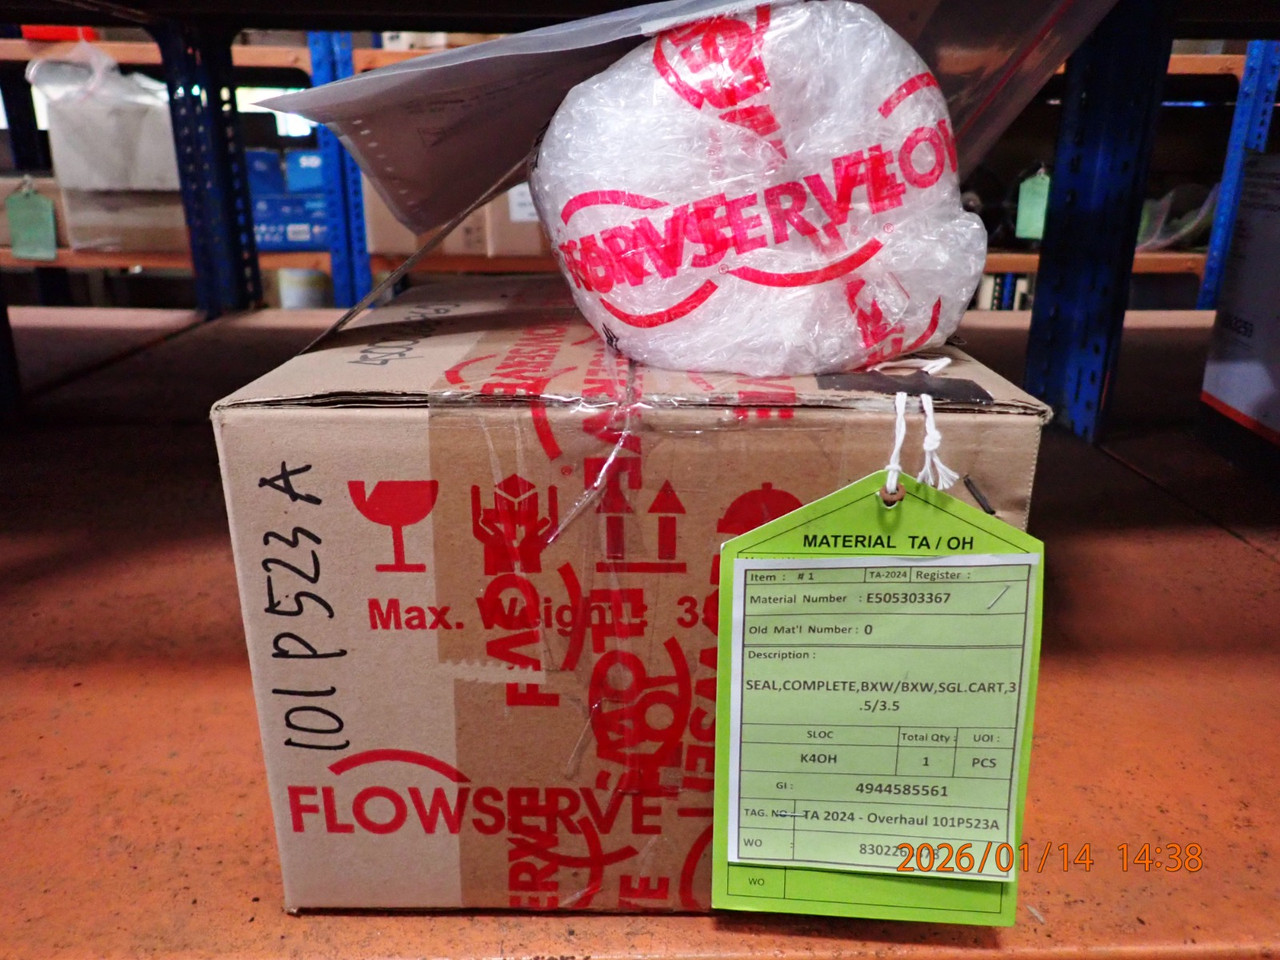 FLOWSERVE
101 P523 A
Max. Weight :
FLOWSERVE
MATERIAL TA / OH
Item : # 1 TA-2024 Register :
Material Number : E505303367
Old Mat'l Number : 0
Description :
SEAL,COMPLETE,BXW/BXW,SGL.CART,3
.5/3.5
SLOC Total Qty : UOI :
K4OH 1 PCS
GI : 4944585561
TAG. NO : TA 2024 - Overhaul 101P523A
WO :
WO
2026/01/14 14:38